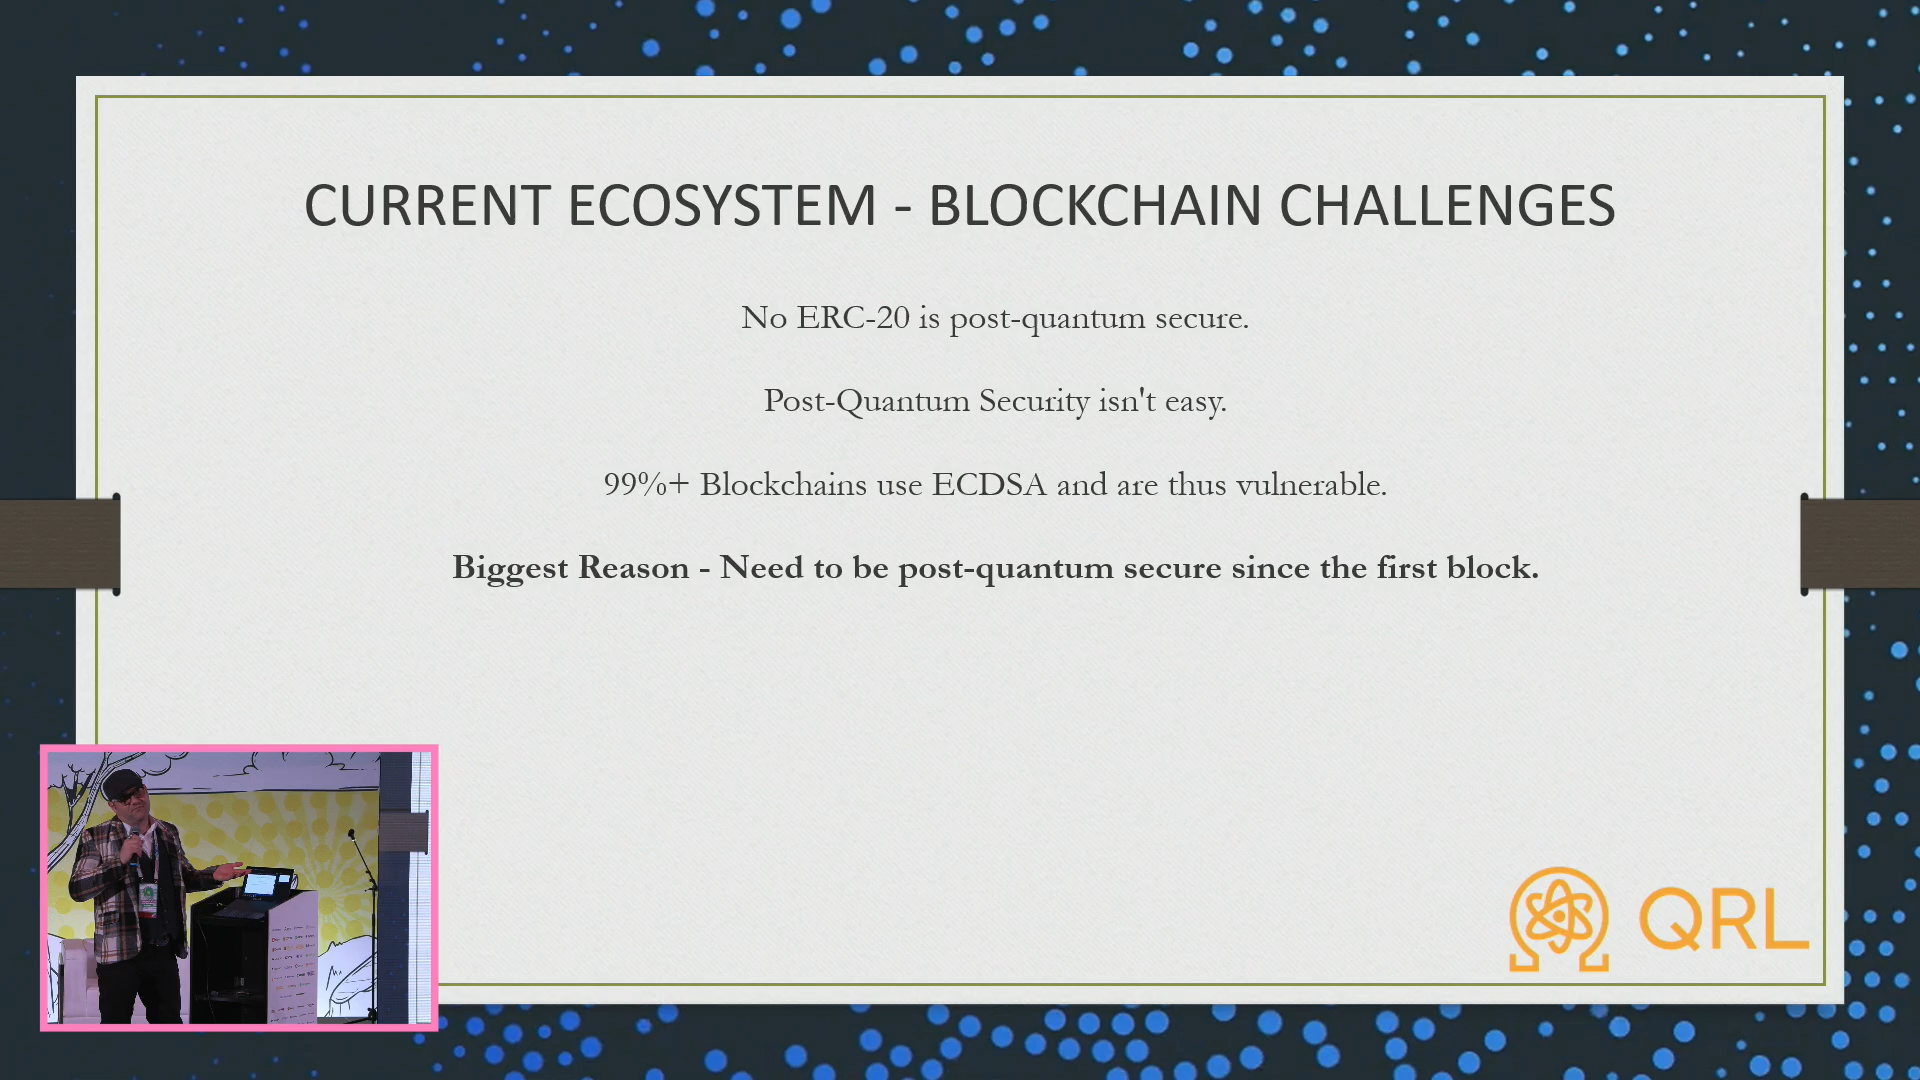 CURRENT ECOSYSTEM - BLOCKCHAIN CHALLENGES
No ERC-20 is post-quantum secure.
Post-Quantum Security isn't easy.
99%+ Blockchains use ECDSA and are thus vulnerable.
Biggest Reason - Need to be post-quantum secure since the first block.
QRL